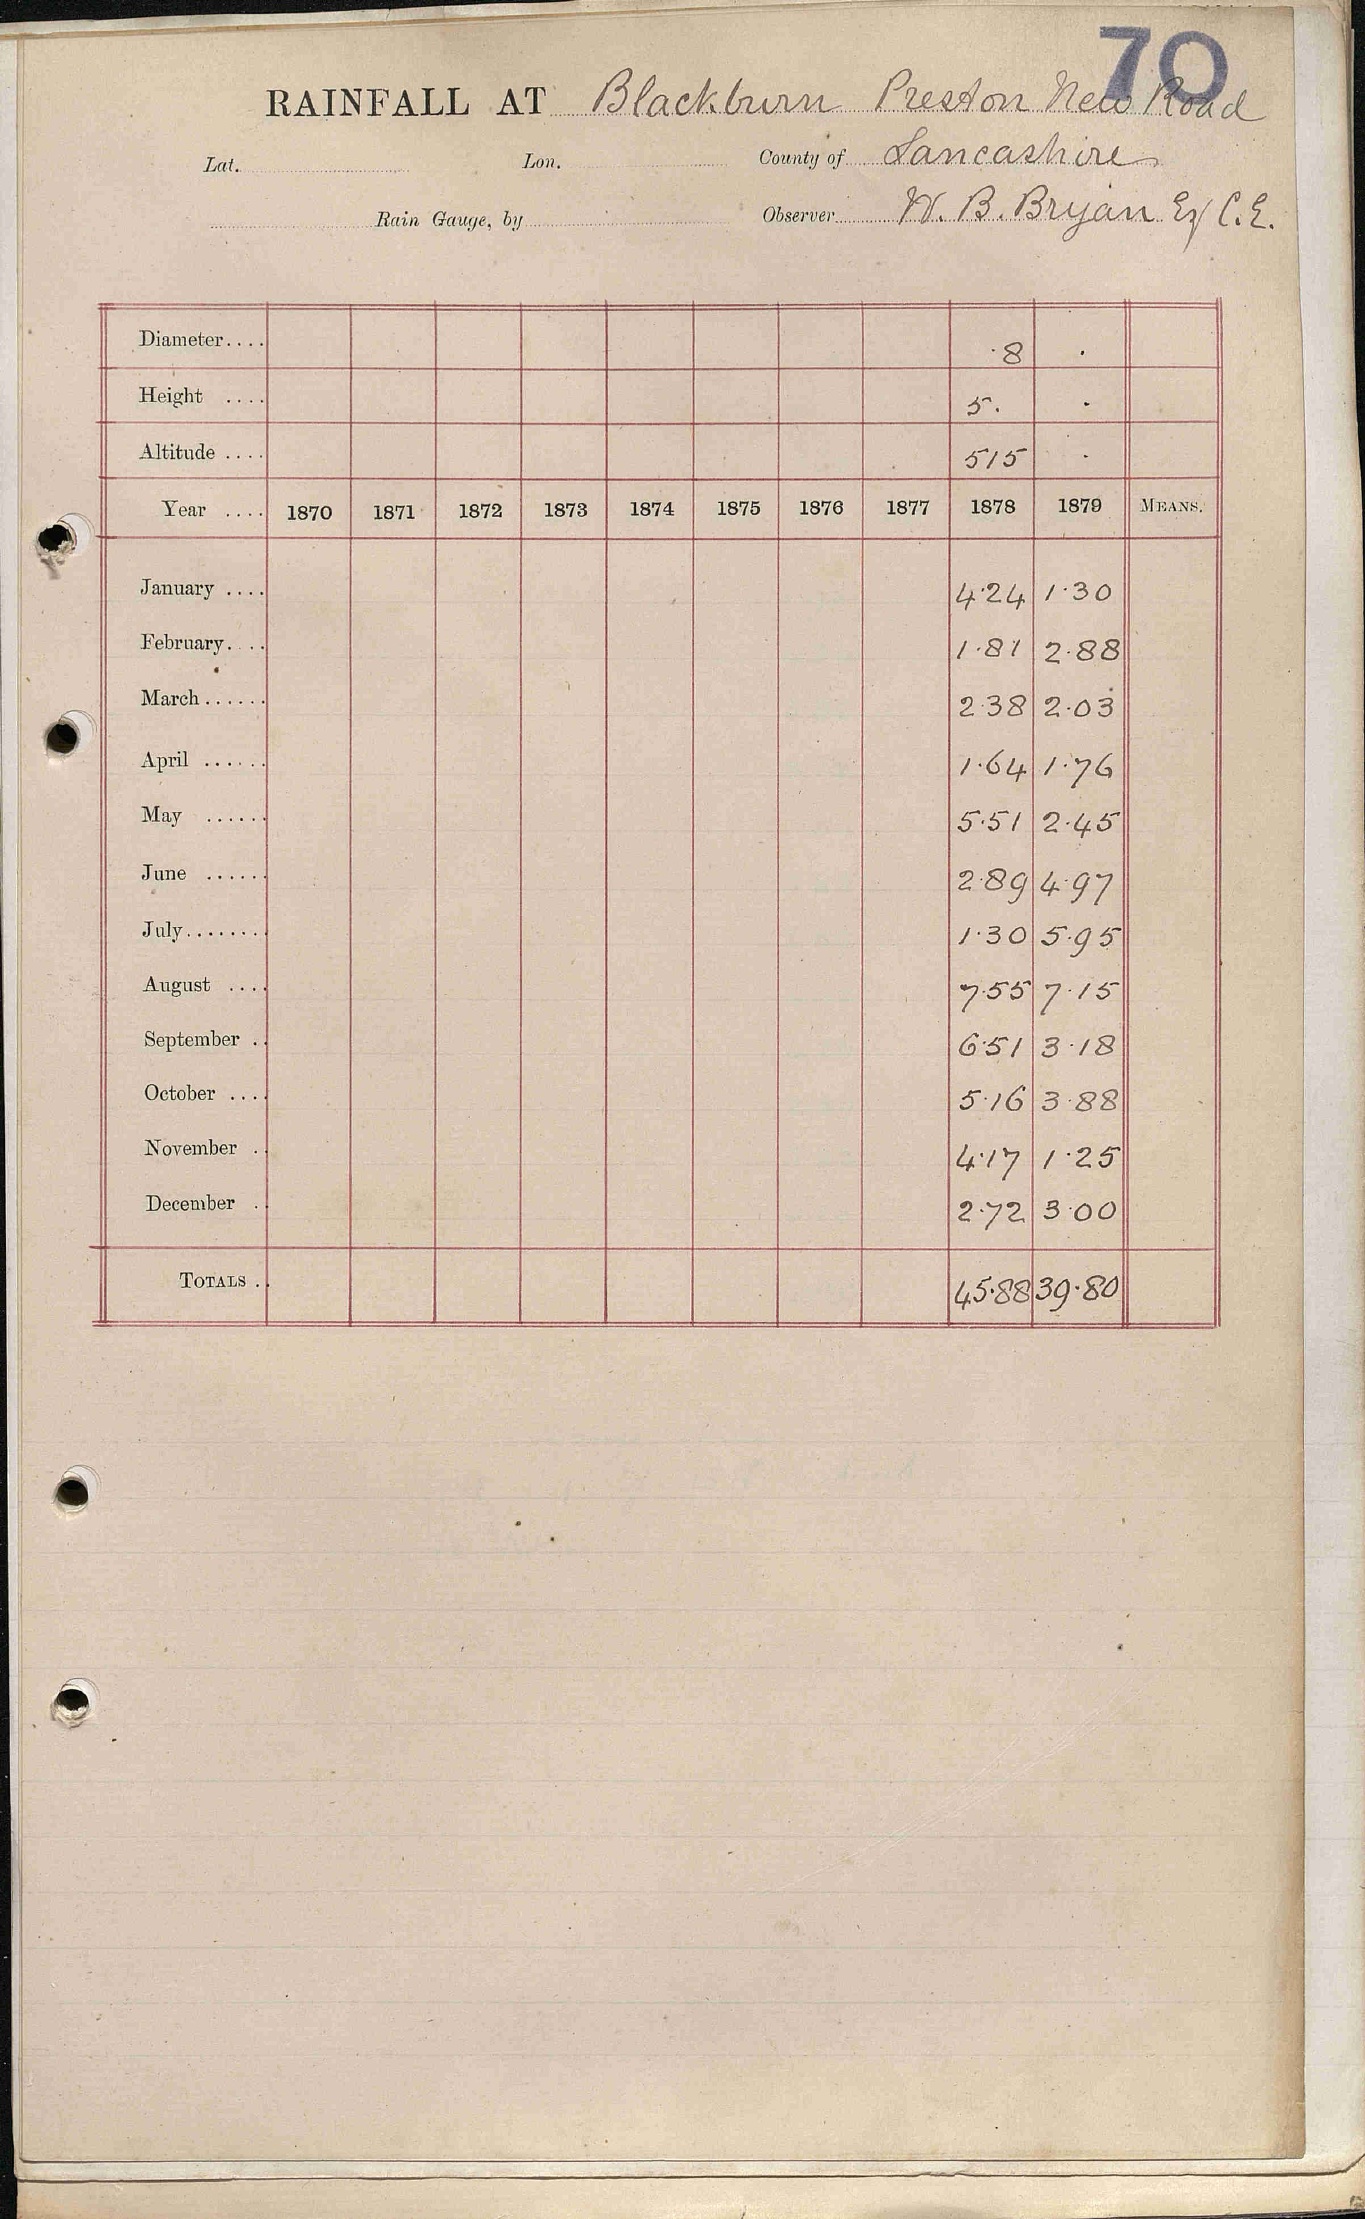 70
RAINFALL AT Blackburn Preston New Road
Lat. Lon. County of Lancashire
Rain Gauge, by Observer W. B. Bryan Esq C.E.
Diameter.... ·8 .
Height .... 5. .
Altitude .... 515 .
Year .... 1870 1871 1872 1873 1874 1875 1876 1877 1878 1879 MEANS.
January .... 4·24 1·30
February.... 1·81 2·88
March...... 2·38 2·03
April ...... 1·64 1·76
May ...... 5·51 2·45
June ...... 2·89 4·97
July........ 1·30 5·95
August .... 7·55 7·15
September .. 6·51 3·18
October .... 5·16 3·88
November .. 4·17 1·25
December .. 2·72 3·00
TOTALS .. 45·88 39·80